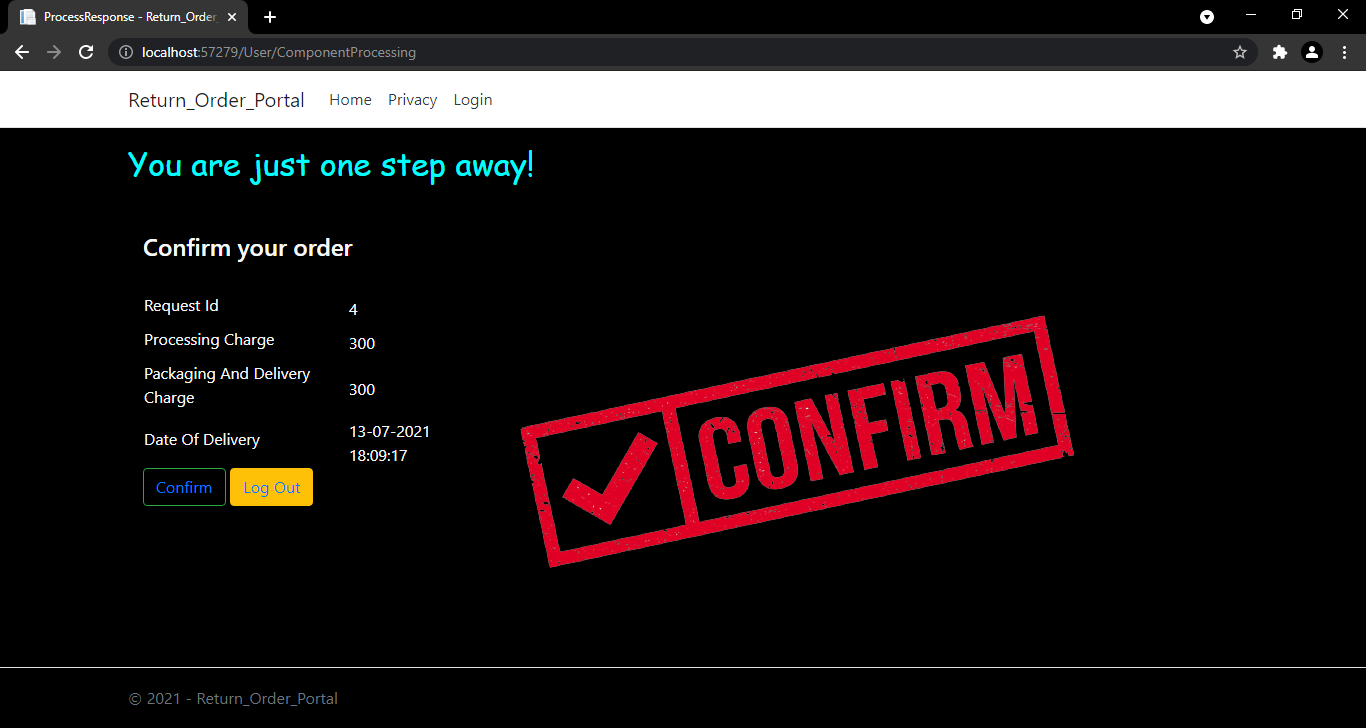 ProcessResponse - Return_Order
localhost:57279/User/ComponentProcessing
Return_Order_Portal Home Privacy Login
You are just one step away!
Confirm your order
Request Id 4
Processing Charge 300
Packaging And Delivery
Charge 300
Date Of Delivery 13-07-2021
18:09:17
Confirm Log Out
CONFIRM
© 2021 - Return_Order_Portal